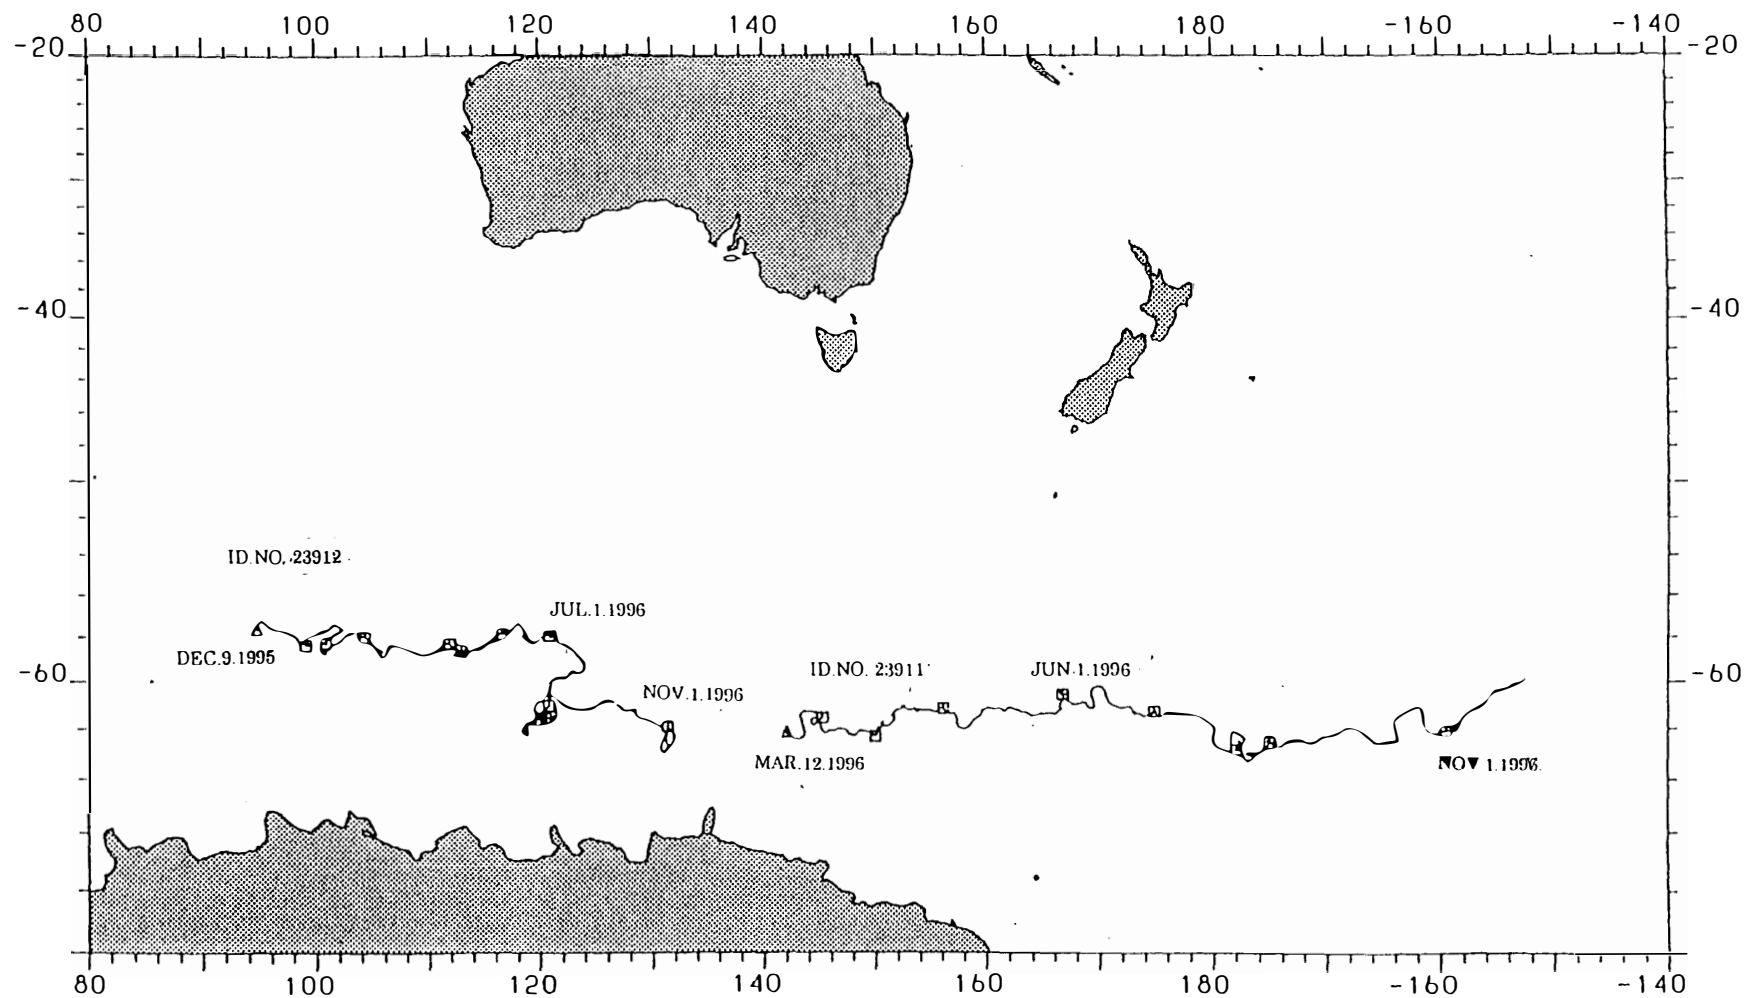 80 100 120 140 160 180 -160 -140
-20 -20
-40 -40
ID.NO. 23912
JUL.1.1996
DEC.9.1995
-60 ID.NO. 23911 JUN.1.1996 -60
NOV.1.1996
MAR.12.1996
NOV 1.1996.
80 100 120 140 160 180 -160 -140